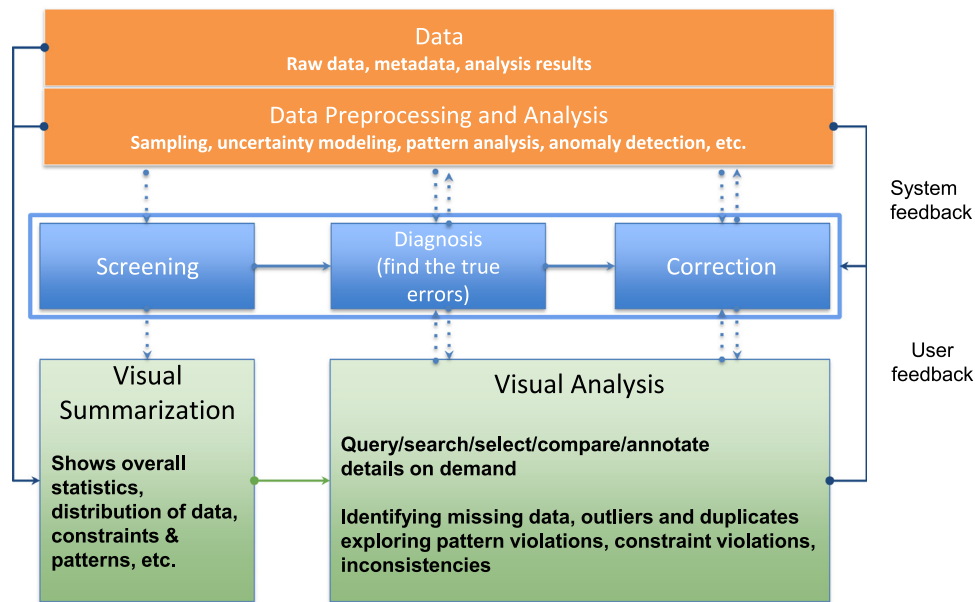 Data
Raw data, metadata, analysis results
Data Preprocessing and Analysis
Sampling, uncertainty modeling, pattern analysis, anomaly detection, etc.
System
feedback
Screening
Diagnosis
(find the true
errors)
Correction
User
feedback
Visual
Summarization
Shows overall
statistics,
distribution of data,
constraints &
patterns, etc.
Visual Analysis
Query/search/select/compare/annotate
details on demand
Identifying missing data, outliers and duplicates
exploring pattern violations, constraint violations,
inconsistencies